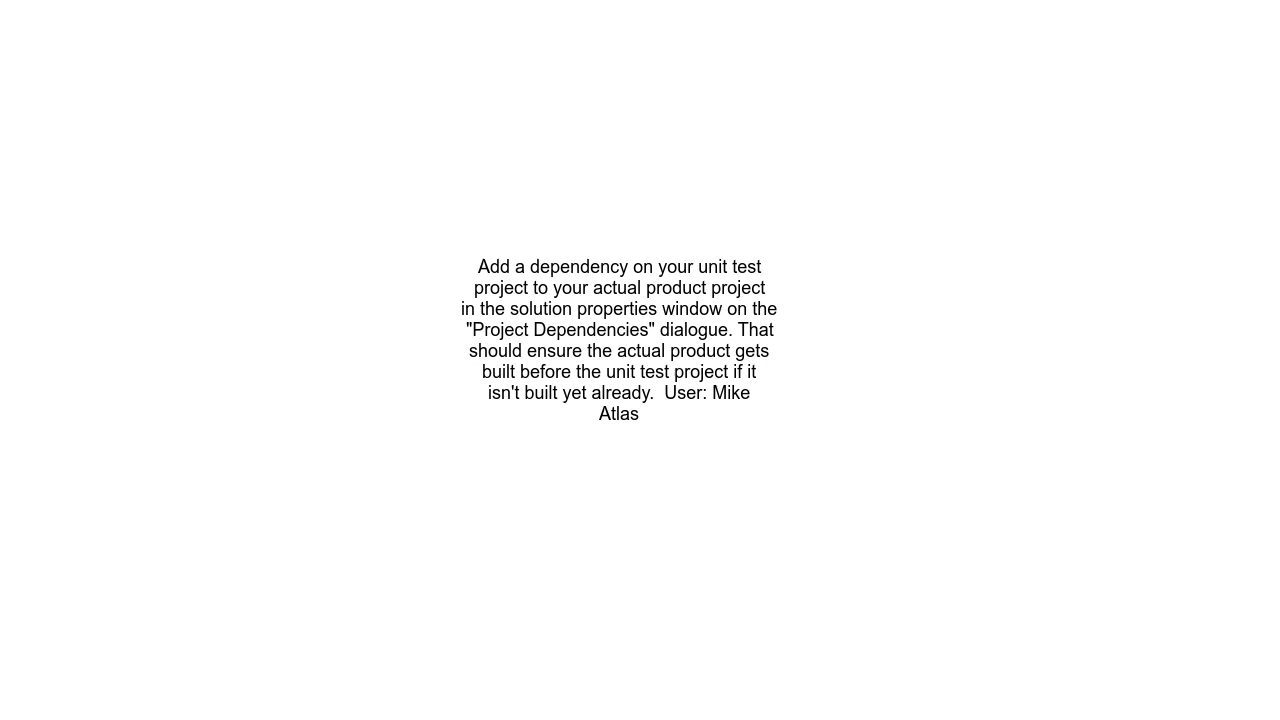 Add a dependency on your unit test
project to your actual product project
in the solution properties window on the
"Project Dependencies" dialogue. That
should ensure the actual product gets
built before the unit test project if it
isn't built yet already.  User: Mike
Atlas